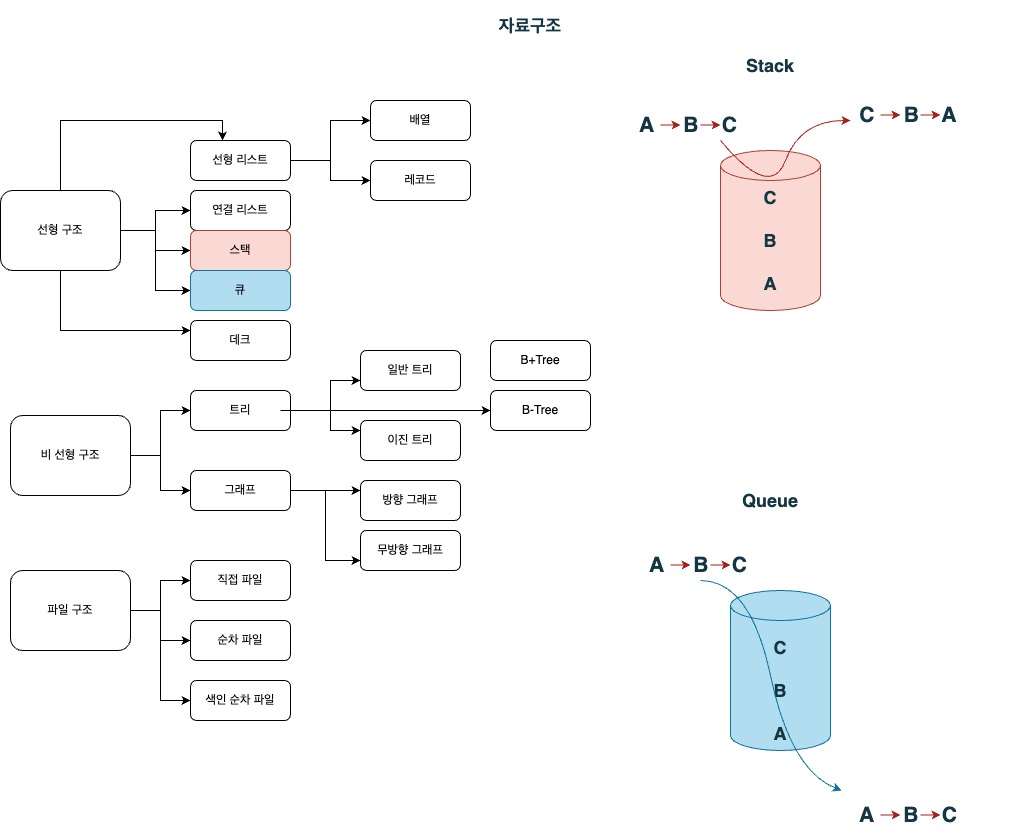 자료구조
선형 구조
선형 리스트
배열
레코드
연결 리스트
스택
큐
데크
비 선형 구조
트리
일반 트리
이진 트리
B+Tree
B-Tree
그래프
방향 그래프
무방향 그래프
파일 구조
직접 파일
순차 파일
색인 순차 파일
Stack
A → B → C
C → B → A
C
B
A
Queue
A → B → C
C
B
A
A → B → C